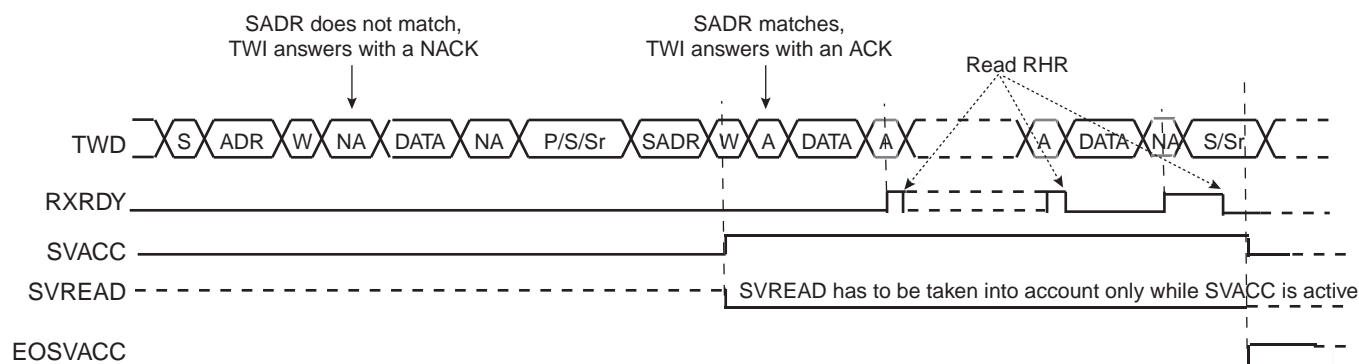 SADR does not match,
TWI answers with a NACK
SADR matches,
TWI answers with an ACK
Read RHR
TWD S ADR W NA DATA NA P/S/Sr SADR W A DATA A A DATA NA S/Sr
RXRDY
SVACC
SVREAD SVREAD has to be taken into account only while SVACC is active
EOSVACC